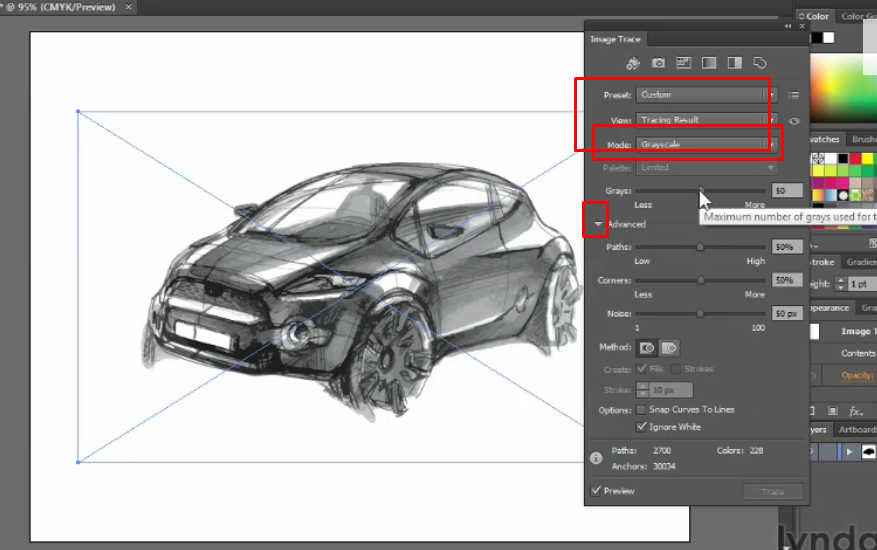 * @ 95% (CMYK/Preview) ×
Color Color Gu
Image Trace
Preset: Custom
View: Tracing Result
Mode: Grayscale
Palette: Limited
Grays: 50
Less More
Maximum number of grays used for t
Advanced
Paths: 50%
Low High
Corners: 50%
Less More
Noise: 50 px
1 100
Method:
Create: Fills Strokes
Stroke: 10 px
Options: Snap Curves To Lines
Ignore White
Paths: 2700 Colors: 228
Anchors: 30034
Preview Trace
watches Brushe
troke Gradien
eight: 1 pt
ppearance Gra
Image T
Contents
Opacity:
fx.
yers Artboards
lynda